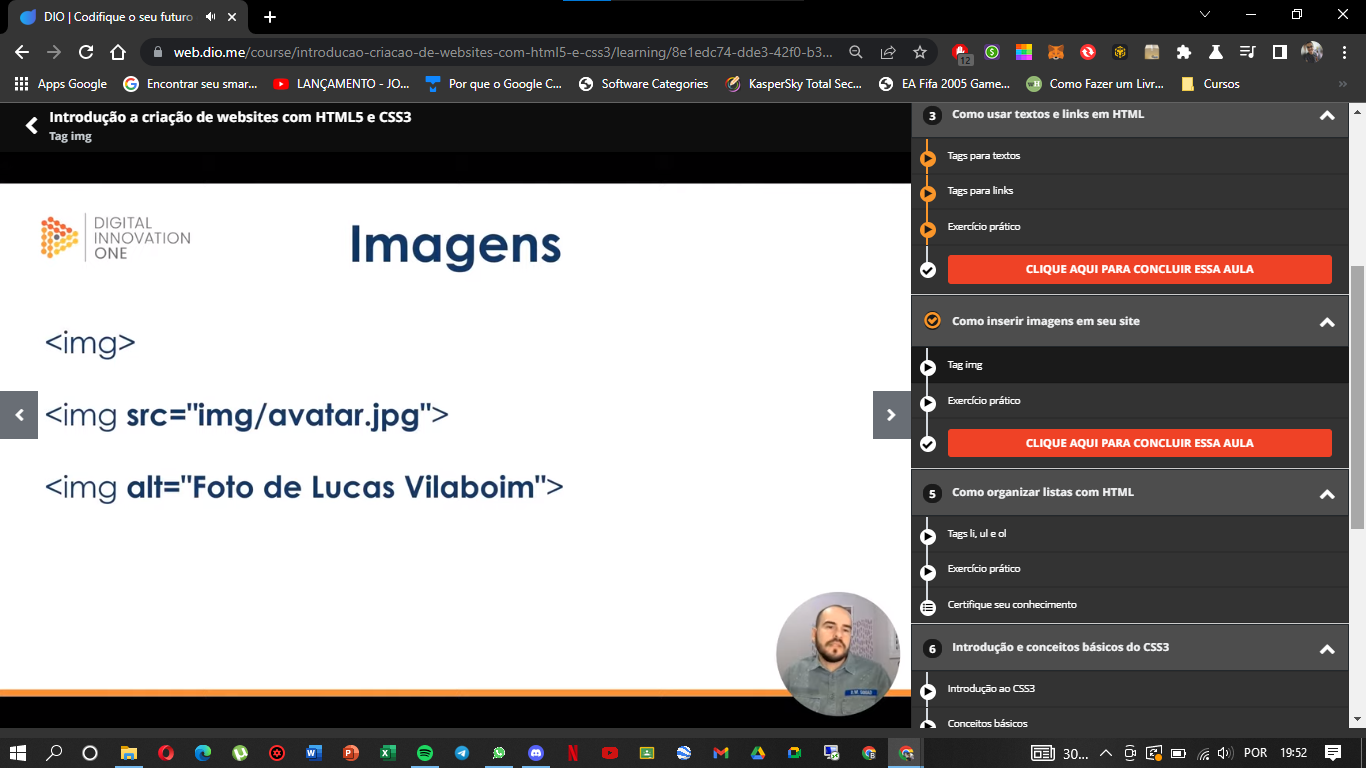 DIO | Codifique o seu futuro
web.dio.me/course/introducao-criacao-de-websites-com-html5-e-css3/learning/8e1edc74-dde3-42f0-b3...
12
Apps Google
Encontrar seu smar...
LANÇAMENTO - JO...
Por que o Google C...
Software Categories
KasperSky Total Sec...
EA Fifa 2005 Game...
Como Fazer um Livr...
Cursos
Introdução a criação de websites com HTML5 e CSS3
Tag img
DIGITAL
INNOVATION
ONE
Imagens
<img>
<img src="img/avatar.jpg">
<img alt="Foto de Lucas Vilaboim">
3 Como usar textos e links em HTML
Tags para textos
Tags para links
Exercício prático
CLIQUE AQUI PARA CONCLUIR ESSA AULA
Como inserir imagens em seu site
Tag img
Exercício prático
CLIQUE AQUI PARA CONCLUIR ESSA AULA
5 Como organizar listas com HTML
Tags li, ul e ol
Exercício prático
Certifique seu conhecimento
6 Introdução e conceitos básicos do CSS3
Introdução ao CSS3
Conceitos básicos
30...
POR
19:52